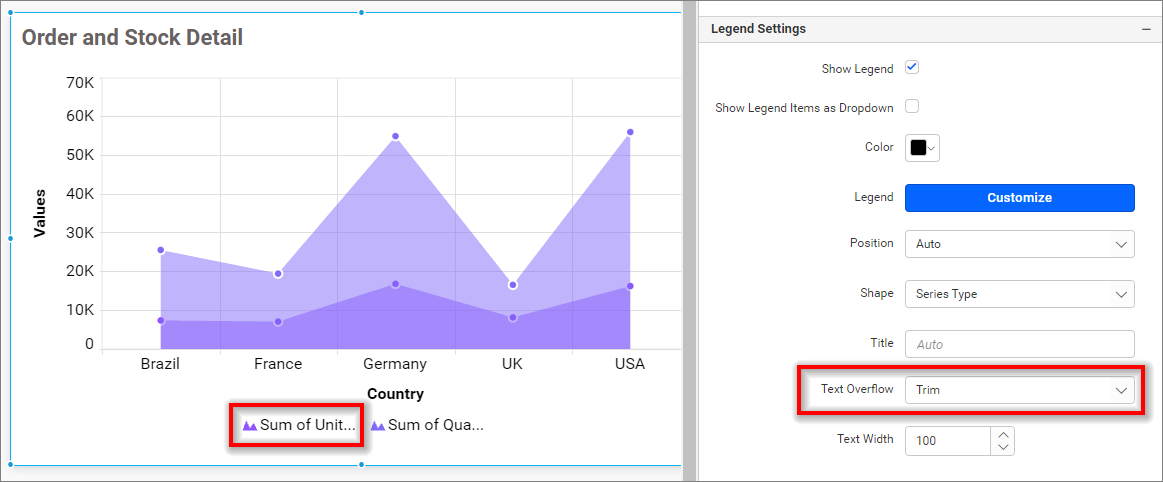 Order and Stock Detail
70K
60K
50K
40K
30K
20K
10K
0
Values
Brazil France Germany UK USA
Country
Sum of Unit... Sum of Qua...
Legend Settings
Show Legend
Show Legend Items as Dropdown
Color
Legend Customize
Position Auto
Shape Series Type
Title Auto
Text Overflow Trim
Text Width 100